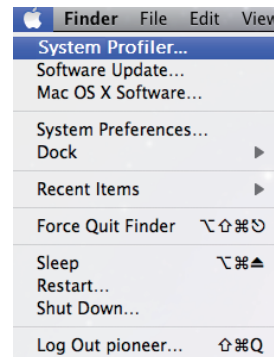 Finder File Edit View
System Profiler...
Software Update...
Mac OS X Software...
System Preferences...
Dock ▶
Recent Items ▶
Force Quit Finder ⌥⇧⌘⎋
Sleep ⌥⌘⏏
Restart...
Shut Down...
Log Out pioneer... ⇧⌘Q